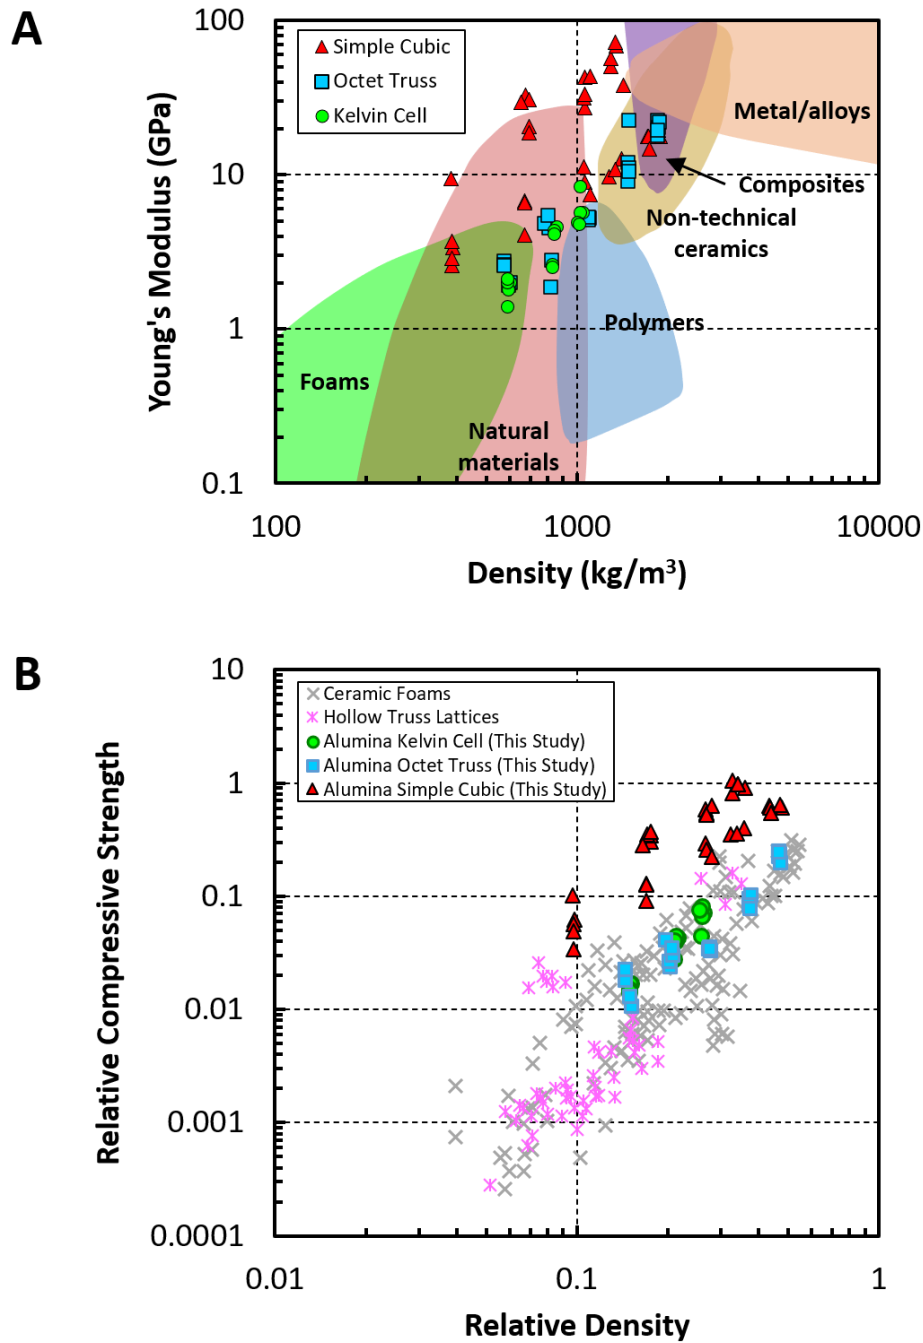 A
100
10
1
0.1
Young's Modulus (GPa)
Simple Cubic
Octet Truss
Kelvin Cell
Metal/alloys
Composites
Non-technical
ceramics
Polymers
Foams
Natural
materials
100
1000
10000
Density (kg/m³)
B
10
1
0.1
0.01
0.001
0.0001
Relative Compressive Strength
Ceramic Foams
Hollow Truss Lattices
Alumina Kelvin Cell (This Study)
Alumina Octet Truss (This Study)
Alumina Simple Cubic (This Study)
0.01
0.1
1
Relative Density